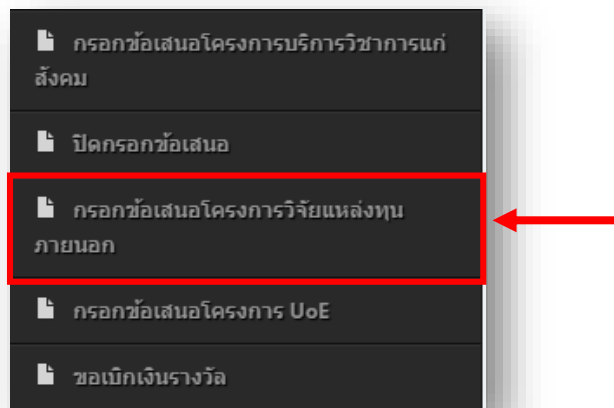 กรอกข้อเสนอโครงการบริการวิชาการแก่
สังคม
ปิดกรอกข้อเสนอ
กรอกข้อเสนอโครงการวิจัยแหล่งทุน
ภายนอก
กรอกข้อเสนอโครงการ UoE
ขอเบิกเงินรางวัล